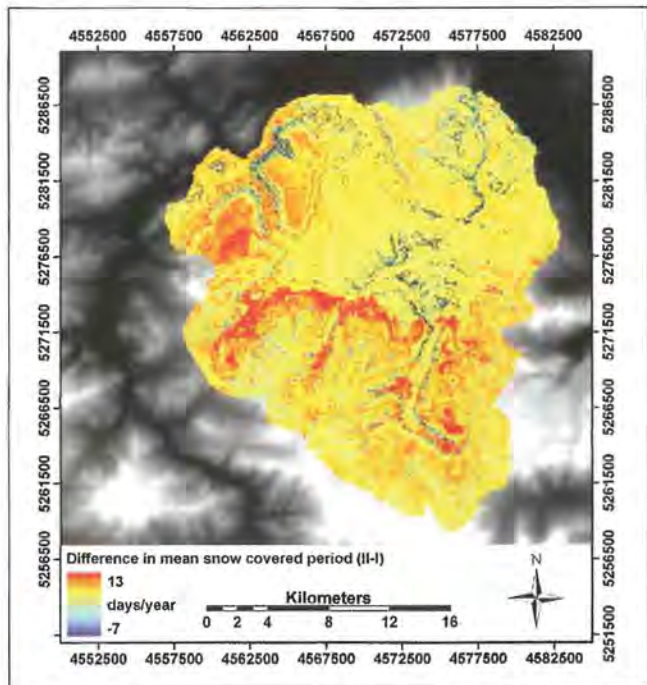 4552500 4557500 4562500 4567500 4572500 4577500 4582500
5286500 5286500
5281500 5281500
5276500 5276500
5271500 5271500
5266500 5266500
5261500 5261500
5256500 5256500
5251500
Difference in mean snow covered period (II-I)
13
days/year
-7
Kilometers
0 2 4 8 12 16
N
4552500 4557500 4562500 4567500 4572500 4577500 4582500